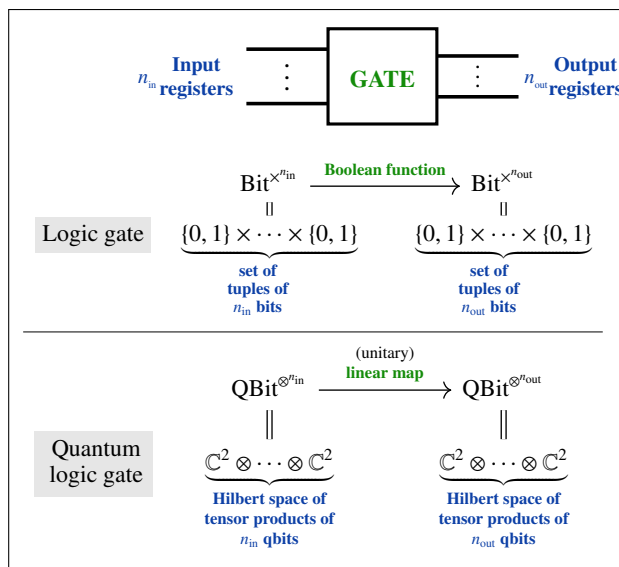 Input Output
n_in registers GATE n_out registers
⋮ ⋮
Boolean function
Bit^{×n_in} ⟶ Bit^{×n_out}
= =
Logic gate {0, 1} × ⋯ × {0, 1} {0, 1} × ⋯ × {0, 1}
set of set of
tuples of tuples of
n_in bits n_out bits
(unitary)
linear map
QBit^{⊗n_in} ⟶ QBit^{⊗n_out}
= =
Quantum
logic gate ℂ² ⊗ ⋯ ⊗ ℂ² ℂ² ⊗ ⋯ ⊗ ℂ²
Hilbert space of Hilbert space of
tensor products of tensor products of
n_in qbits n_out qbits